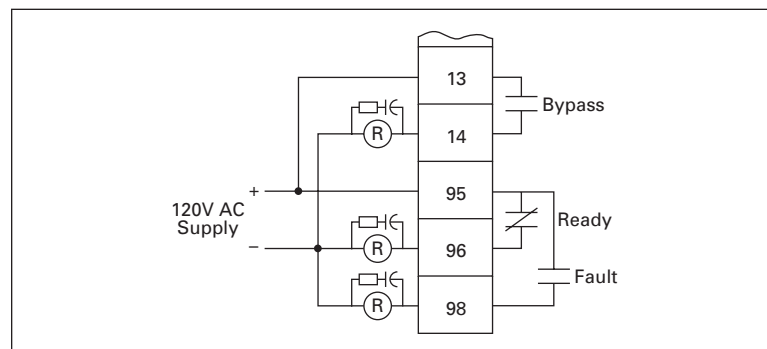 13
Bypass
R
14
+
95
120V AC
Supply
Ready
–
R
96
Fault
R
98